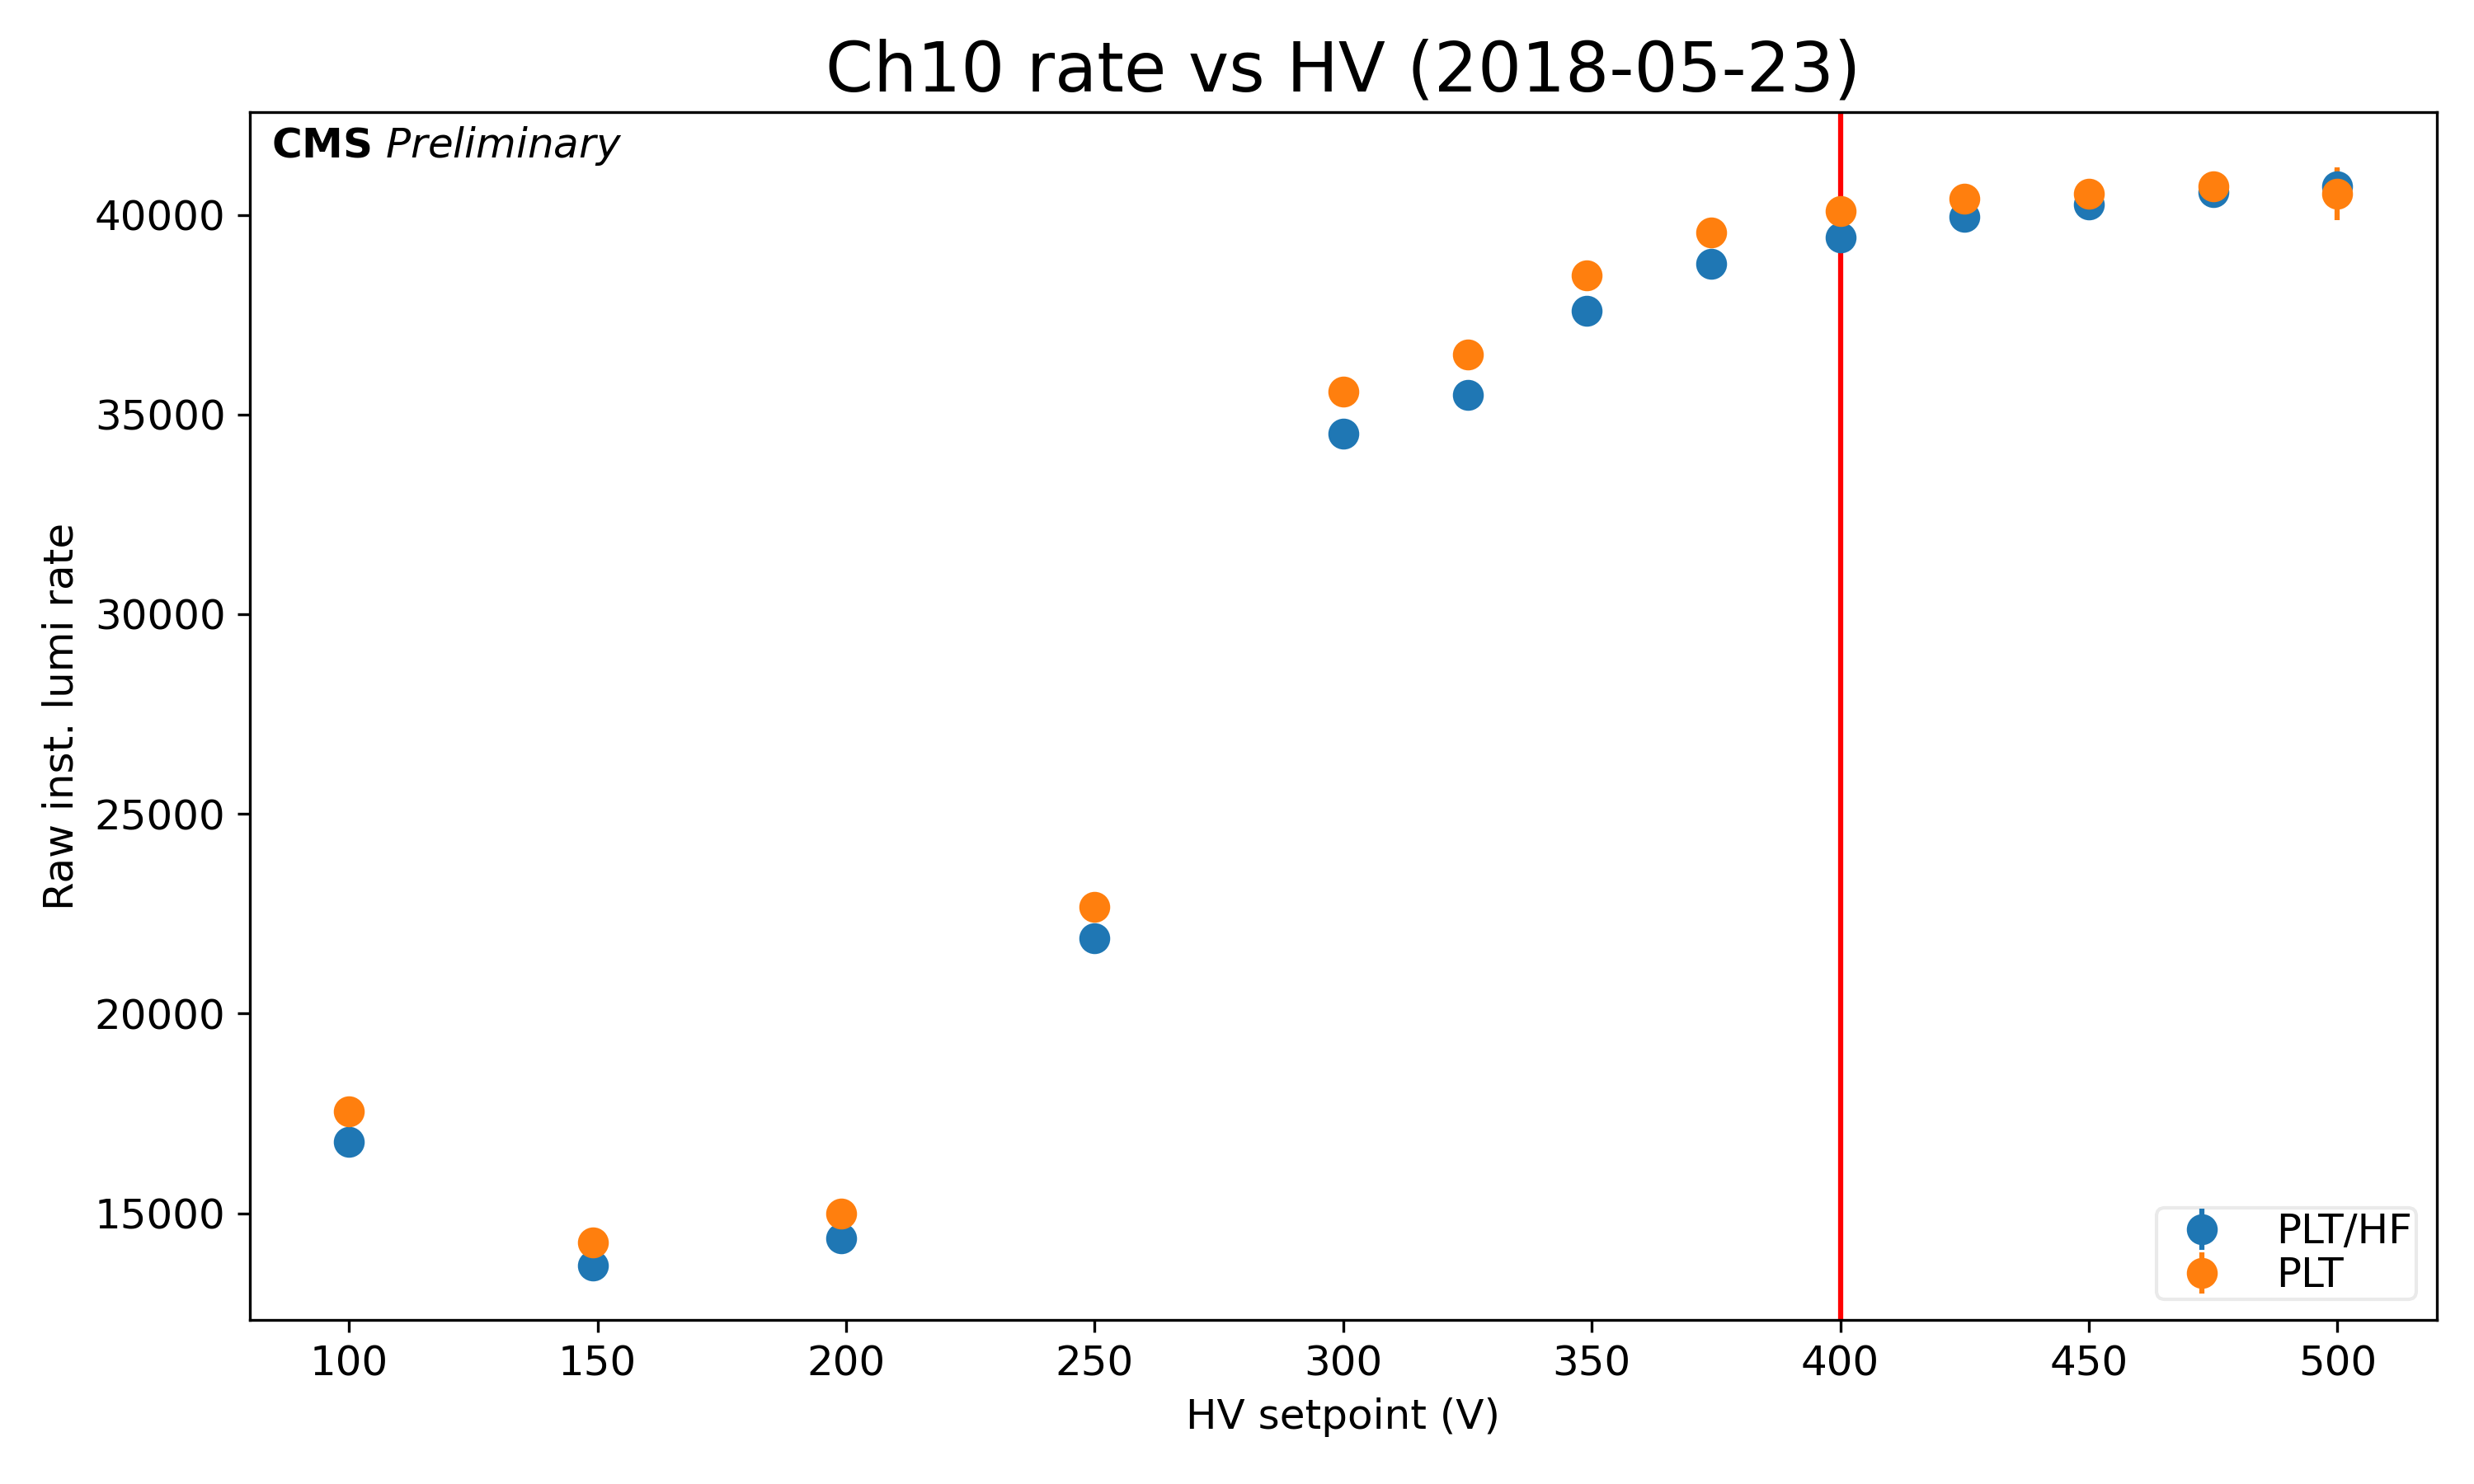 Ch10 rate vs HV (2018-05-23)
CMS Preliminary
40000
35000
30000
25000
20000
15000
Raw inst. lumi rate
PLT/HF
PLT
100 150 200 250 300 350 400 450 500
HV setpoint (V)